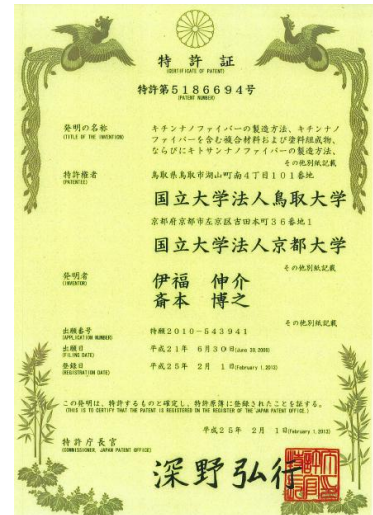 特許証
(CERTIFICATE OF PATENT)
特許第5186694号
(PATENT NUMBER)
発明の名称
(TITLE OF THE INVENTION)
キチンナノファイバーの製造方法、キチンナノ
ファイバーを含む複合材料および塗料組成物、
ならびにキトサンナノファイバーの製造方法、
その他別紙記載
特許権者
(PATENTEE)
鳥取県鳥取市湖山町南4丁目101番地
国立大学法人鳥取大学
京都府京都市左京区吉田本町36番地1
国立大学法人京都大学
その他別紙記載
発明者
(INVENTOR)
伊福 伸介
斎本 博之
その他別紙記載
出願番号
(APPLICATION NUMBER)
特願2010-543941
出願日
(FILING DATE)
平成21年 6月30日(June 30,2009)
登録日
(REGISTRATION DATE)
平成25年 2月 1日(February 1,2013)
この発明は、特許するものと確定し、特許原簿に登録されたことを証する。
(THIS IS TO CERTIFY THAT THE PATENT IS REGISTERED ON THE REGISTER OF THE JAPAN PATENT OFFICE.)
平成25年 2月 1日(February 1,2013)
特許庁長官
(COMMISSIONER, JAPAN PATENT OFFICE)
深野弘行